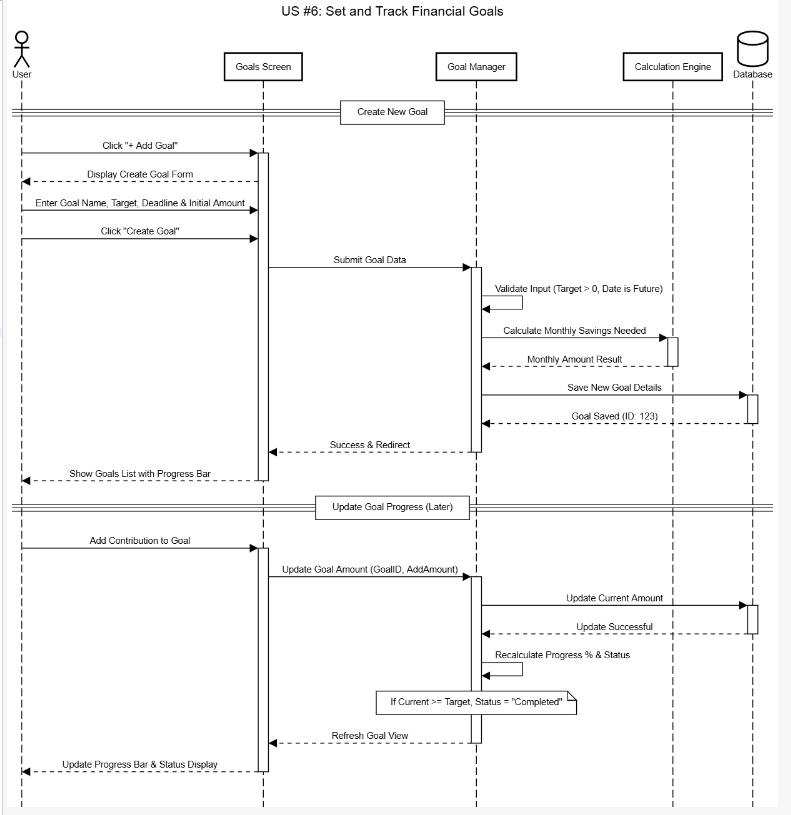 US #6: Set and Track Financial Goals
User
Goals Screen
Goal Manager
Calculation Engine
Database
Create New Goal
Click "+ Add Goal"
Display Create Goal Form
Enter Goal Name, Target, Deadline & Initial Amount
Click "Create Goal"
Submit Goal Data
Validate Input (Target > 0, Date is Future)
Calculate Monthly Savings Needed
Monthly Amount Result
Save New Goal Details
Goal Saved (ID: 123)
Success & Redirect
Show Goals List with Progress Bar
Update Goal Progress (Later)
Add Contribution to Goal
Update Goal Amount (GoalID, AddAmount)
Update Current Amount
Update Successful
Recalculate Progress % & Status
If Current >= Target, Status = "Completed"
Refresh Goal View
Update Progress Bar & Status Display